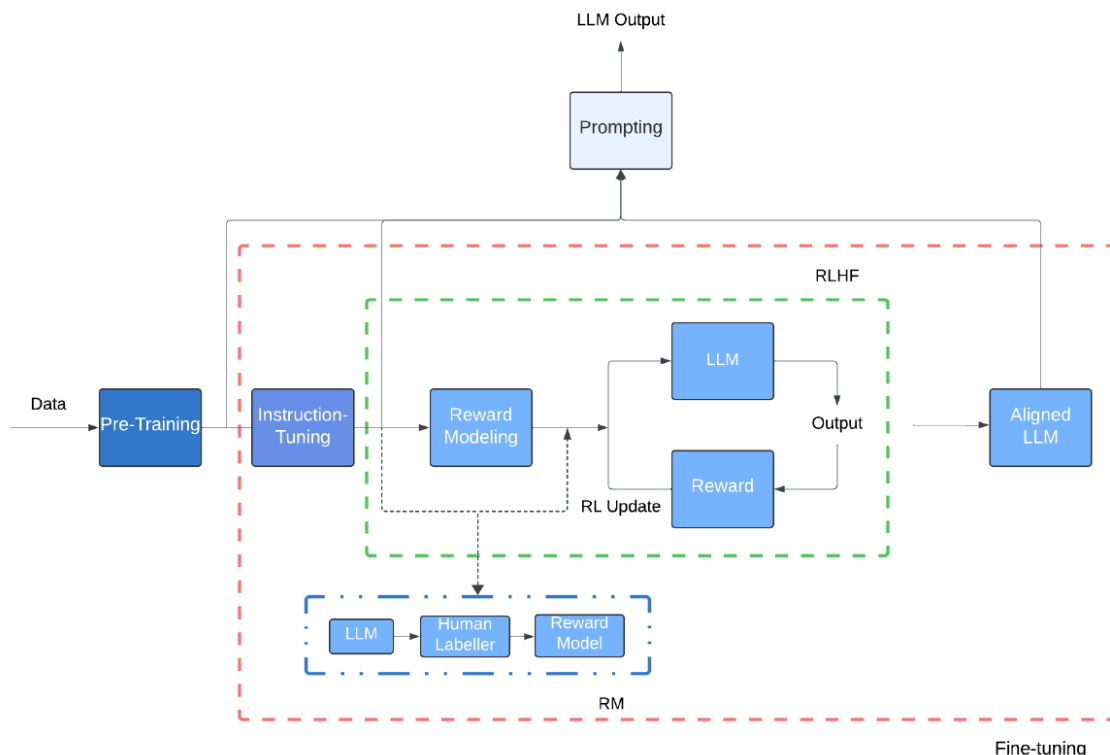 LLM Output
Prompting
RLHF
LLM
Data
Pre-Training
Instruction-
Tuning
Reward
Modeling
Output
Aligned
LLM
Reward
RL Update
LLM
Human
Labeller
Reward
Model
RM
Fine-tuning